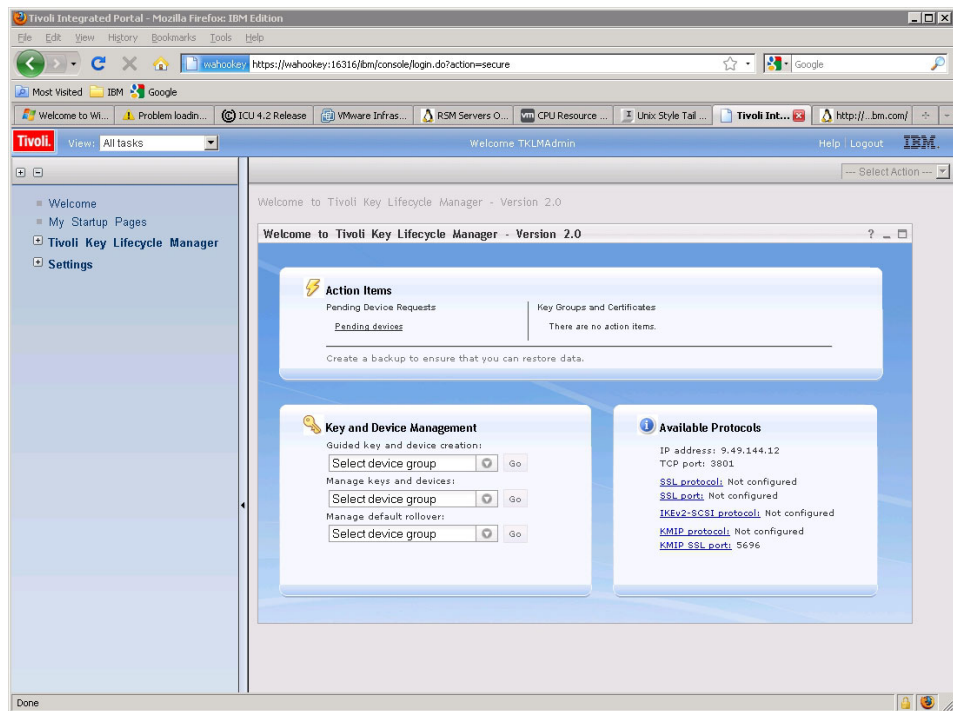 Tivoli Integrated Portal - Mozilla Firefox: IBM Edition
File Edit View History Bookmarks Tools Help
wahookey https://wahookey:16316/ibm/console/login.do?action=secure
Google
Most Visited IBM Google
Welcome to Wi... Problem loadin... ICU 4.2 Release VMware Infras... RSM Servers O... vm CPU Resource ... Unix Style Tail ... Tivoli Int... http://...bm.com/
Tivoli. View: All tasks Welcome TKLMAdmin Help Logout IBM.
--- Select Action ---
Welcome
My Startup Pages
Tivoli Key Lifecycle Manager
Settings
Welcome to Tivoli Key Lifecycle Manager - Version 2.0
Welcome to Tivoli Key Lifecycle Manager - Version 2.0
Action Items
Pending Device Requests
Pending devices
Key Groups and Certificates
There are no action items.
Create a backup to ensure that you can restore data.
Key and Device Management
Guided key and device creation:
Select device group Go
Manage keys and devices:
Select device group Go
Manage default rollover:
Select device group Go
Available Protocols
IP address: 9.49.144.12
TCP port: 3801
SSL protocol: Not configured
SSL port: Not configured
IKEv2-SCSI protocol: Not configured
KMIP protocol: Not configured
KMIP SSL port: 5696
Done